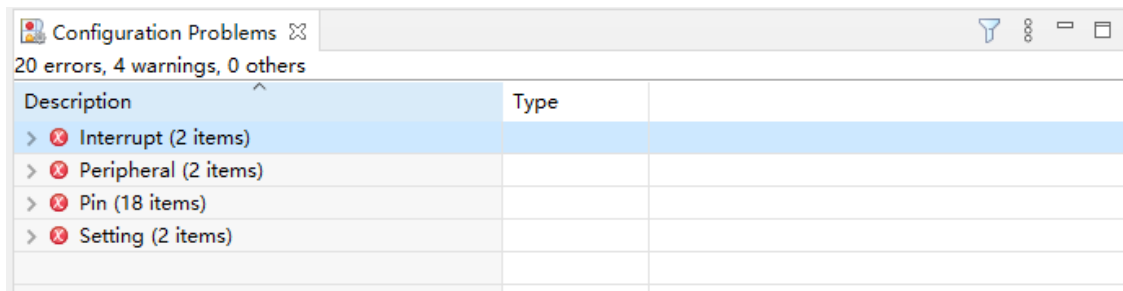 Configuration Problems
20 errors, 4 warnings, 0 others
Description Type
Interrupt (2 items)
Peripheral (2 items)
Pin (18 items)
Setting (2 items)